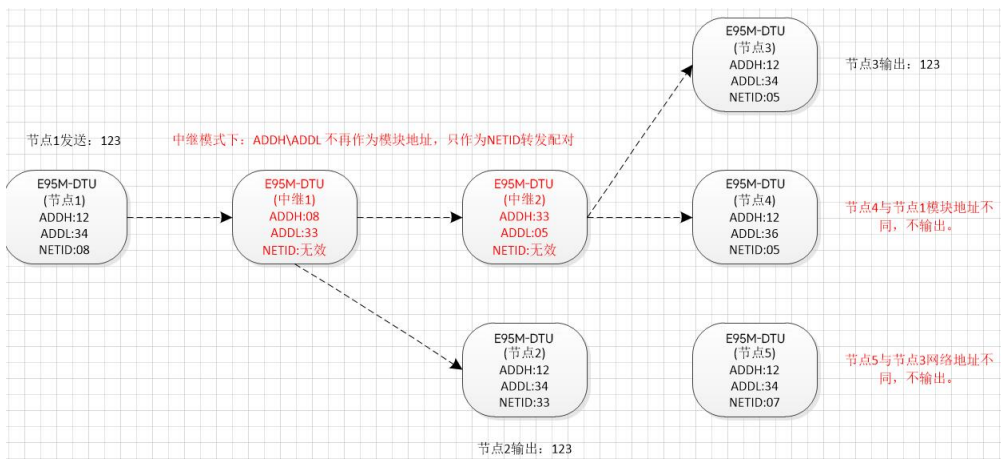 E95M-DTU
(节点3)
ADDH:12
ADDL:34
NETID:05
节点3输出：123
节点1发送：123
中继模式下：ADDH\ADDL 不再作为模块地址，只作为NETID转发配对
E95M-DTU
(节点1)
ADDH:12
ADDL:34
NETID:08
E95M-DTU
(中继1)
ADDH:08
ADDL:33
NETID:无效
E95M-DTU
(中继2)
ADDH:33
ADDL:05
NETID:无效
E95M-DTU
(节点4)
ADDH:12
ADDL:36
NETID:05
节点4与节点1模块地址不
同，不输出。
E95M-DTU
(节点2)
ADDH:12
ADDL:34
NETID:33
E95M-DTU
(节点5)
ADDH:12
ADDL:34
NETID:07
节点5与节点3网络地址不
同，不输出。
节点2输出：123